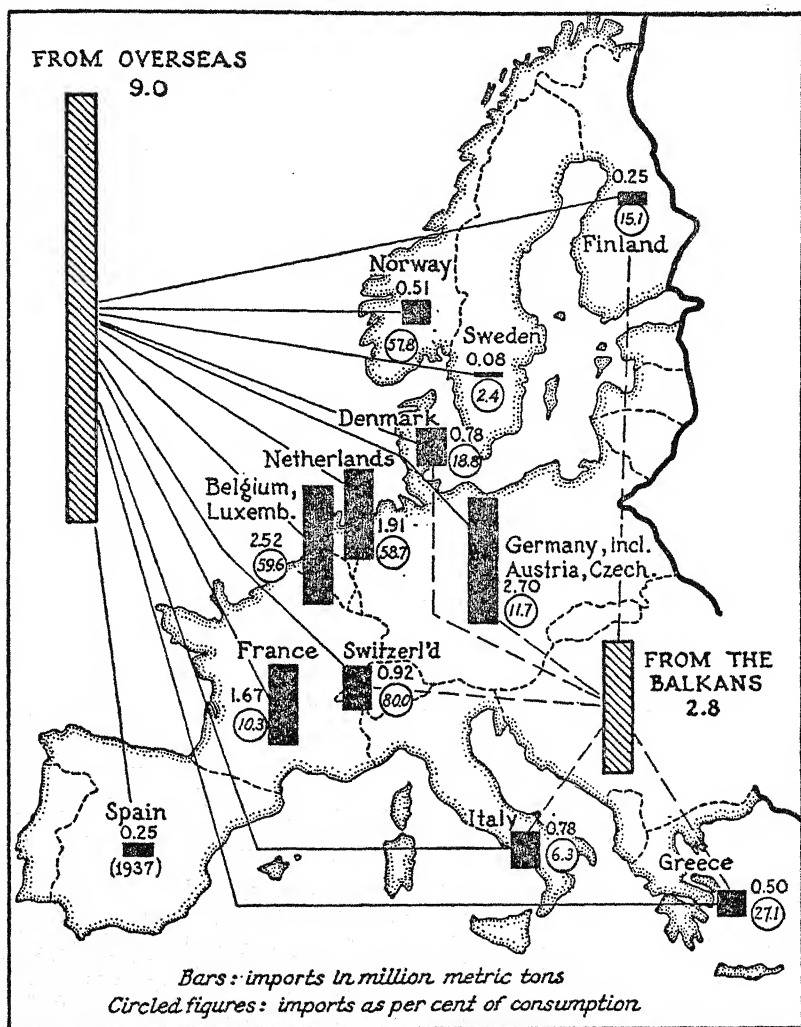 FROM OVERSEAS
9.0
0.25
15.1
Finland
Norway
0.51
57.8
Sweden
0.08
2.4
Denmark
0.78
18.8
Netherlands
1.91
58.7
Belgium,
Luxemb.
2.52
59.6
Germany, incl.
Austria, Czech.
2.70
11.7
France
1.67
10.3
Switzerl'd
0.92
80.0
FROM THE
BALKANS
2.8
Spain
0.25
(1937)
Italy
0.78
6.3
Greece
0.50
27.1
Bars: imports in million metric tons
Circled figures: imports as per cent of consumption